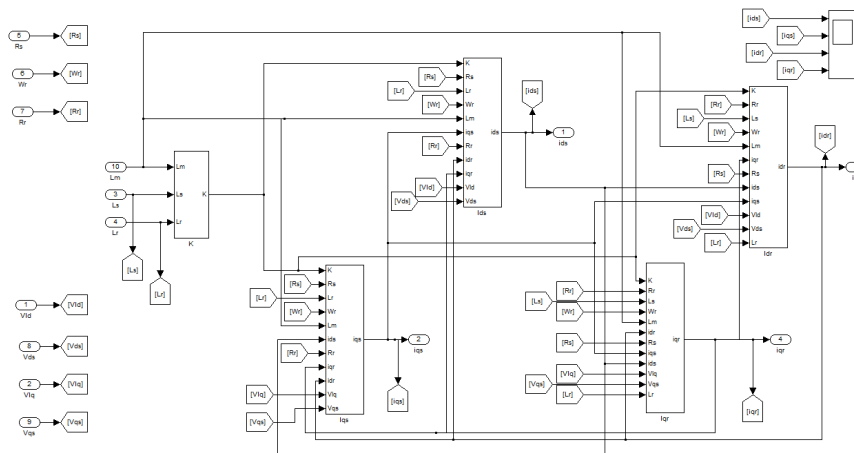 5
Rs
[Rs]
6
Wr
[Wr]
7
Rr
[Rr]
10
Lm
3
Ls
4
Lr
Lm
Ls
Lr
K
K
[Ls]
[Lr]
1
Vld
[Vld]
8
Vds
[Vds]
2
Vlq
[Vlq]
9
Vqs
[Vqs]
[Rs]
[Lr]
[Wr]
[Rr]
[Vld]
[Vds]
K
Rs
Lr
Wr
Lm
iqs
Rr
idr
iqr
Vld
Vds
ids
Ids
[ids]
1
ids
[Rs]
[Lr]
[Wr]
[Rr]
[Vlq]
[Vqs]
K
Rs
Lr
Wr
Lm
ids
Rr
iqr
idr
Vlq
Vqs
iqs
Iqs
2
iqs
[iqs]
[ids]
[iqs]
[idr]
[iqr]
[Rr]
[Ls]
[Wr]
[Rs]
[Vld]
[Vds]
[Lr]
K
Rr
Ls
Wr
Lm
iqr
Rs
ids
iqs
Vld
Vds
Lr
idr
Idr
[idr]
[Rr]
[Ls]
[Wr]
[Rs]
[Vlq]
[Vqs]
[Lr]
K
Rr
Ls
Wr
Lm
idr
Rs
iqs
ids
Vlq
Vqs
Lr
iqr
Iqr
4
iqr
[iqr]